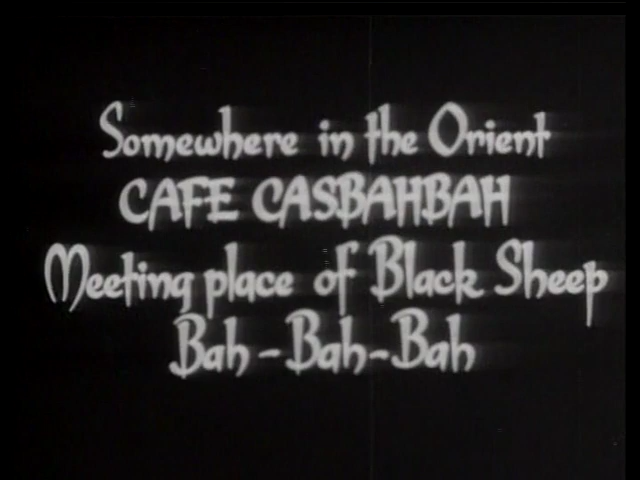 Somewhere in the Orient
CAFE CASBAHBAH
Meeting place of Black Sheep
Bah-Bah-Bah